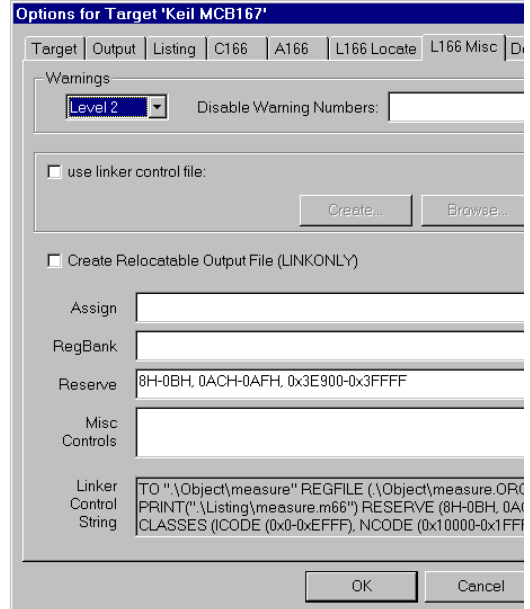 Options for Target 'Keil MCB167'
Target Output Listing C166 A166 L166 Locate L166 Misc
Warnings
Level 2 Disable Warning Numbers:
use linker control file:
Create... Browse...
Create Relocatable Output File (LINKONLY)
Assign
RegBank
Reserve 8H-0BH, 0ACH-0AFH, 0x3E900-0x3FFFF
Misc
Controls
Linker
Control
String
TO ".\Object\measure" REGFILE (.\Object\measure.ORC
PRINT(".\Listing\measure.m66") RESERVE (8H-0BH, 0AC
CLASSES (ICODE (0x0-0xEFFF), NCODE (0x10000-0x1FFF
OK Cancel